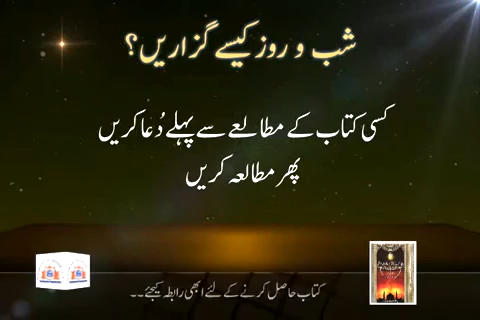 شب و روز کیسے گزاریں؟
کسی کتاب کے مطالعے سے پہلے دُعا کریں
پھر مطالعہ کریں
کتاب حاصل کرنے کے لئے ابھی رابطہ کیجئے۔۔